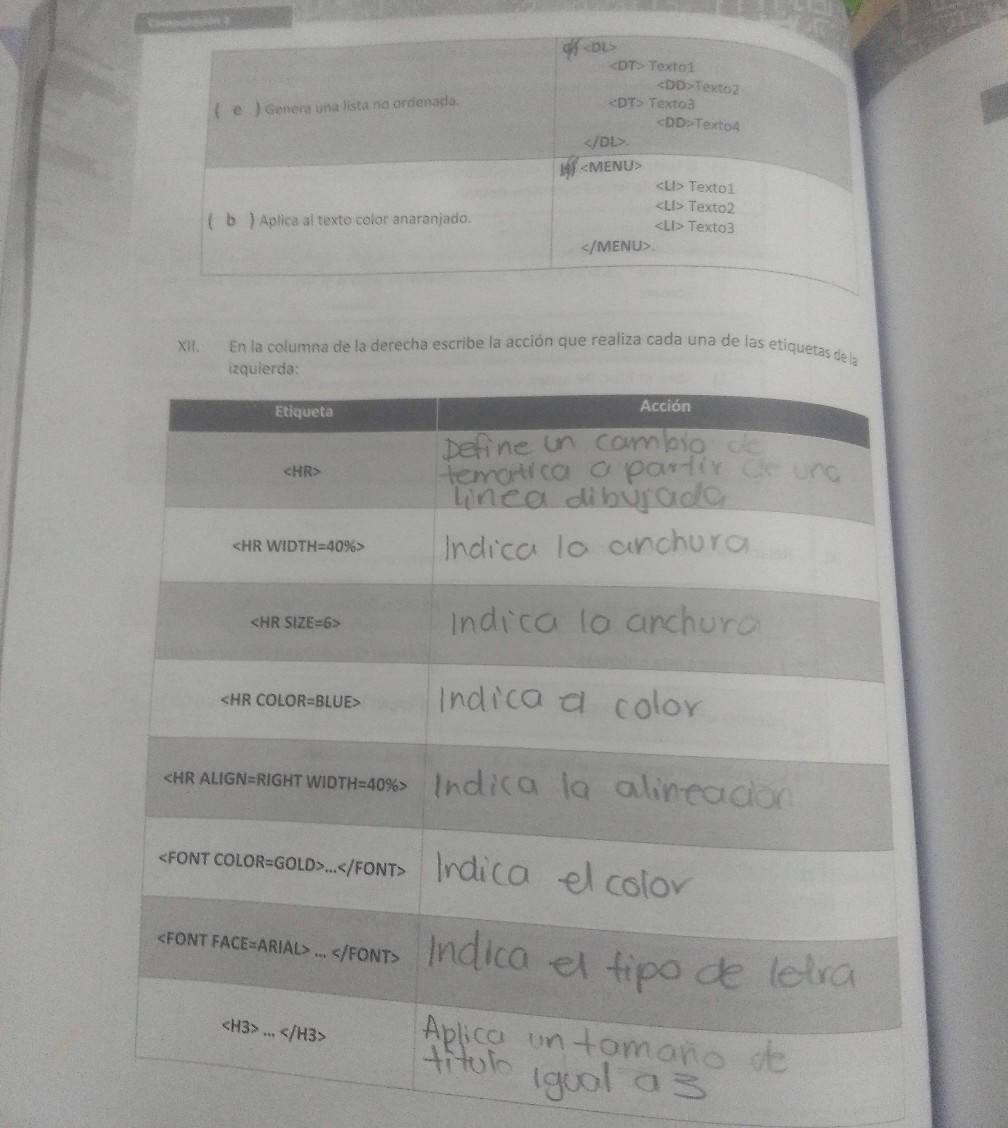 Computación 3
<DL>
<DT> Texto1
<DD>Texto2
( e ) Genera una lista no ordenada.
<DT> Texto3
<DD>Texto4
</DL>.
<MENU>
<LI> Texto1
<LI> Texto2
( b ) Aplica al texto color anaranjado.
<LI> Texto3
</MENU>.
XII. En la columna de la derecha escribe la acción que realiza cada una de las etiquetas de la
izquierda:
Etiqueta Acción
<HR> Define un cambio de
tematica a partir de una
linea dibujada
<HR WIDTH=40%> Indica la anchura
<HR SIZE=6> Indica la anchura
<HR COLOR=BLUE> Indica el color
<HR ALIGN=RIGHT WIDTH=40%> Indica la alineación
<FONT COLOR=GOLD>...</FONT> Indica el color
<FONT FACE=ARIAL> ... </FONT> Indica el tipo de letra
<H3> ... </H3> Aplica un tamaño de
titulo igual a 3